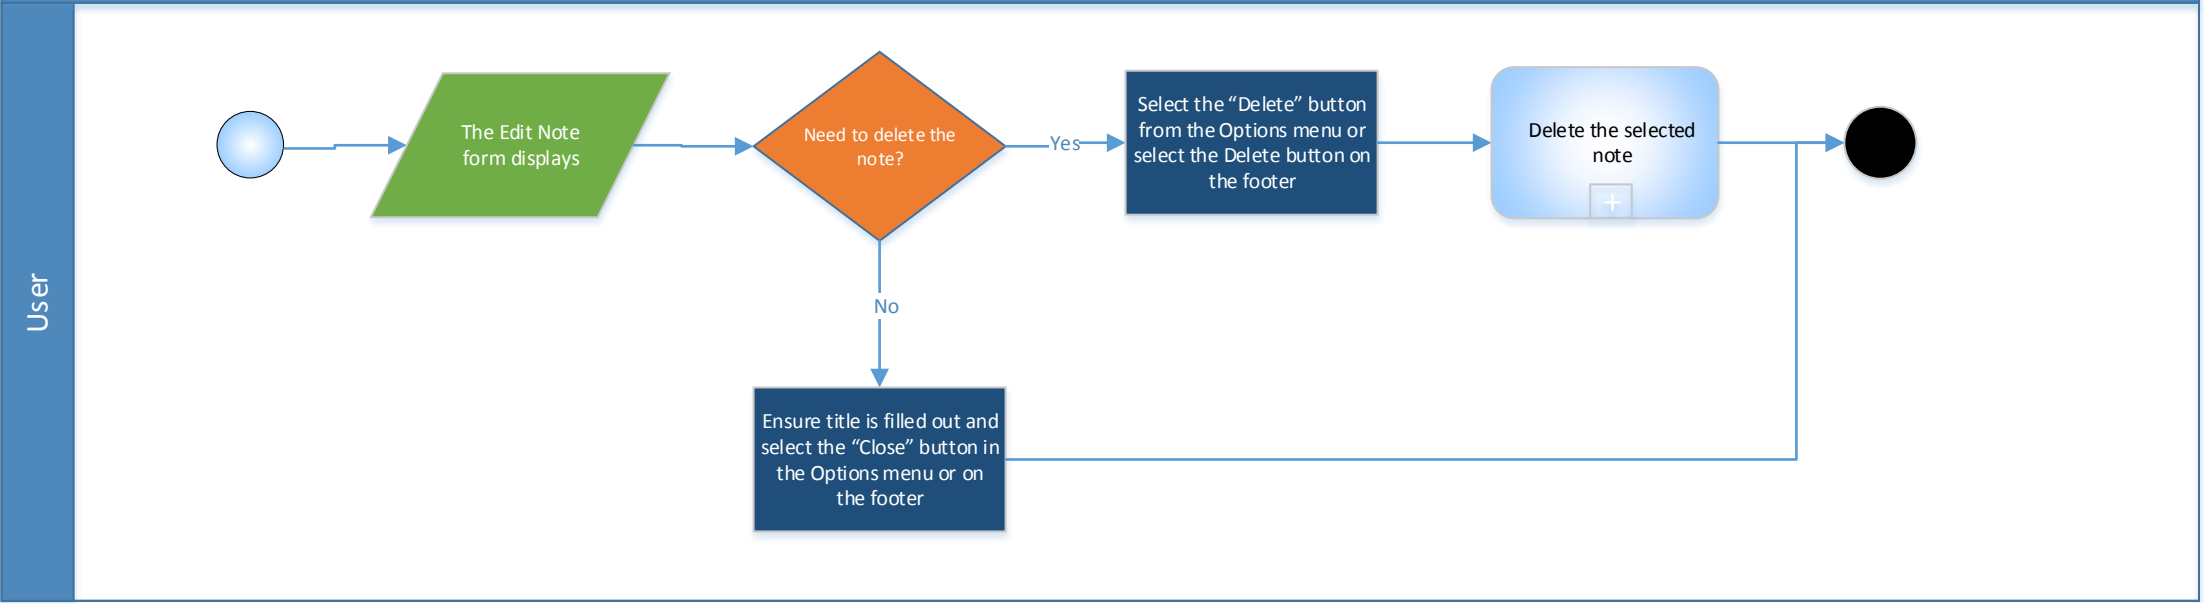 User
The Edit Note
form displays
Need to delete the
note?
Yes
Select the “Delete” button
from the Options menu or
select the Delete button on
the footer
Delete the selected
note
+
No
Ensure title is filled out and
select the “Close” button in
the Options menu or on
the footer